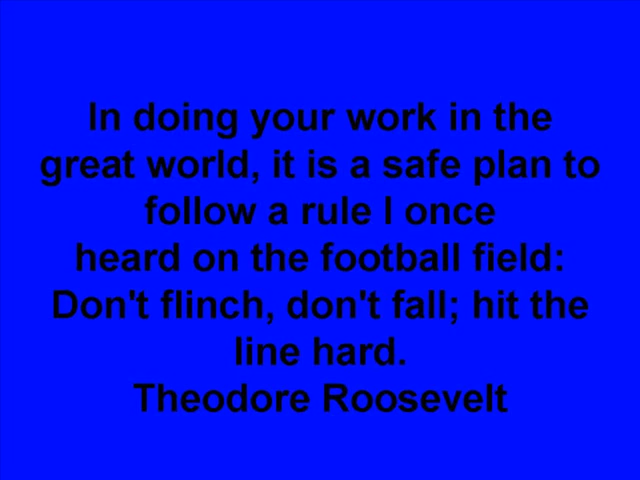 In doing your work in the
great world, it is a safe plan to
follow a rule I once
heard on the football field:
Don't flinch, don't fall; hit the
line hard.
Theodore Roosevelt